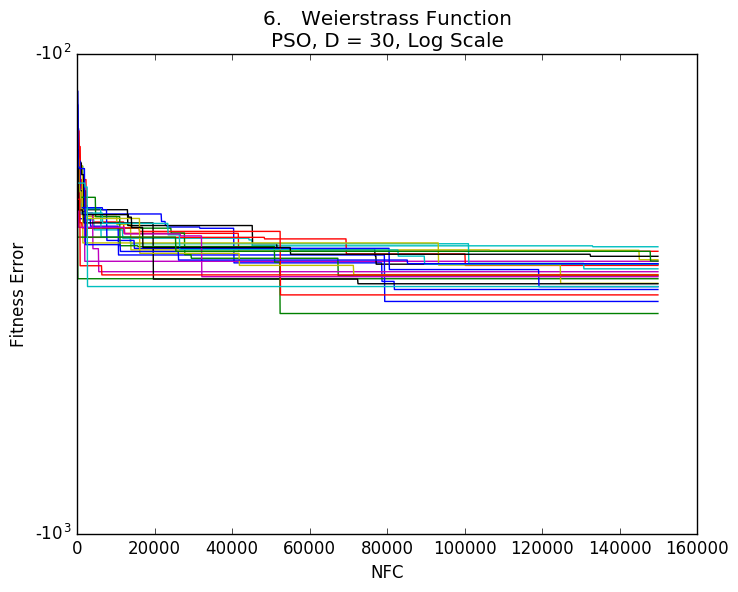 6.   Weierstrass Function
PSO, D = 30, Log Scale
-10²
Fitness Error
-10³
0 20000 40000 60000 80000 100000 120000 140000 160000
NFC